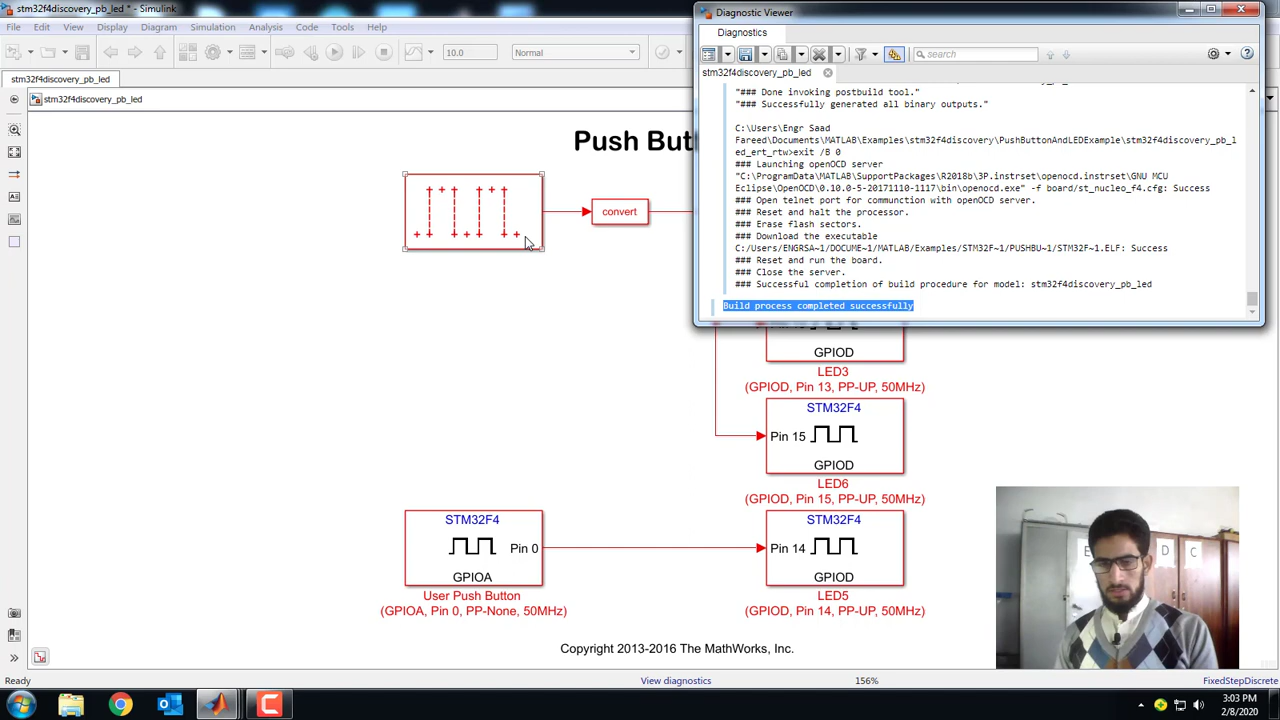 stm32f4discovery_pb_led * - Simulink
File Edit View Display Diagram Simulation Analysis Code Tools Help
10.0
Normal
stm32f4discovery_pb_led
stm32f4discovery_pb_led
Push But
convert
GPIOD
LED3
(GPIOD, Pin 13, PP-UP, 50MHz)
STM32F4
Pin 15
GPIOD
LED6
(GPIOD, Pin 15, PP-UP, 50MHz)
STM32F4
Pin 0
GPIOA
User Push Button
(GPIOA, Pin 0, PP-None, 50MHz)
STM32F4
Pin 14
GPIOD
LED5
(GPIOD, Pin 14, PP-UP, 50MHz)
Copyright 2013-2016 The MathWorks, Inc.
Diagnostic Viewer
Diagnostics
search
stm32f4discovery_pb_led
"### Done invoking postbuild tool."
"### Successfully generated all binary outputs."
C:\Users\Engr Saad
Fareed\Documents\MATLAB\Examples\stm32f4discovery\PushButtonAndLEDExample\stm32f4discovery_pb_l
ed_ert_rtw>exit /B 0
### Launching openOCD server
"C:\ProgramData\MATLAB\SupportPackages\R2018b\3P.instrset\openocd.instrset\GNU MCU
Eclipse\OpenOCD\0.10.0-5-20171110-1117\bin\openocd.exe" -f board/st_nucleo_f4.cfg: Success
### Open telnet port for communction with openOCD server.
### Reset and halt the processor.
### Erase flash sectors.
### Download the executable
C:/Users/ENGRSA~1/DOCUME~1/MATLAB/Examples/STM32F~1/PUSHBU~1/STM32F~1.ELF: Success
### Reset and run the board.
### Close the server.
### Successful completion of build procedure for model: stm32f4discovery_pb_led
Build process completed successfully
D C
Ready
View diagnostics
156%
FixedStepDiscrete
3:03 PM
2/8/2020